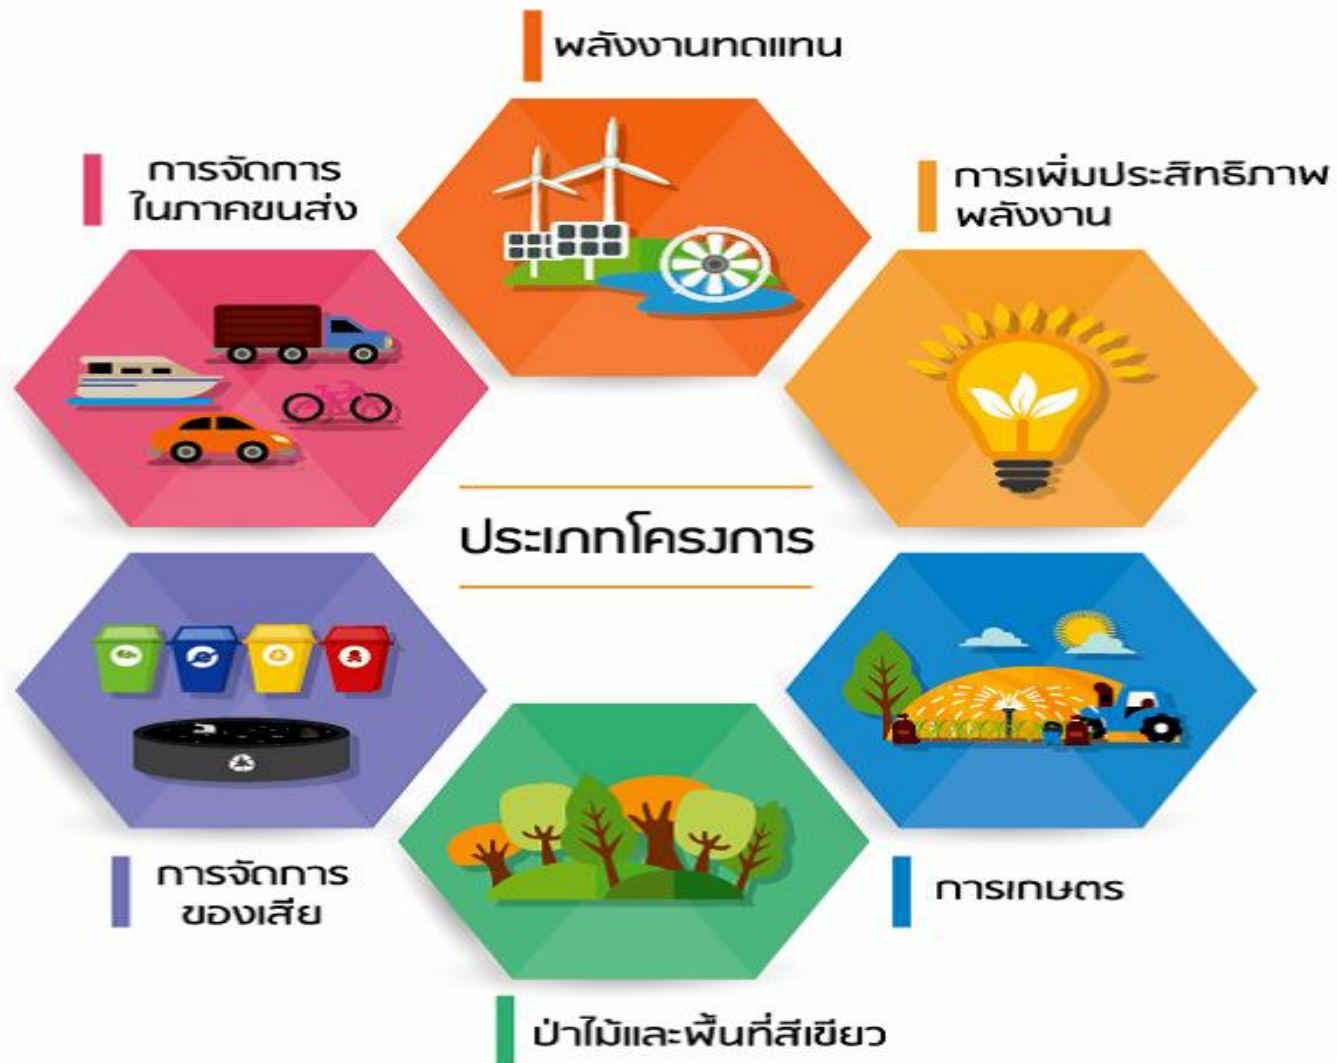 พลังงานทดแทน
การจัดการ
ในภาคขนส่ง
การเพิ่มประสิทธิภาพ
พลังงาน
ประเภทโครงการ
การจัดการ
ของเสีย
การเกษตร
ป่าไม้และพื้นที่สีเขียว